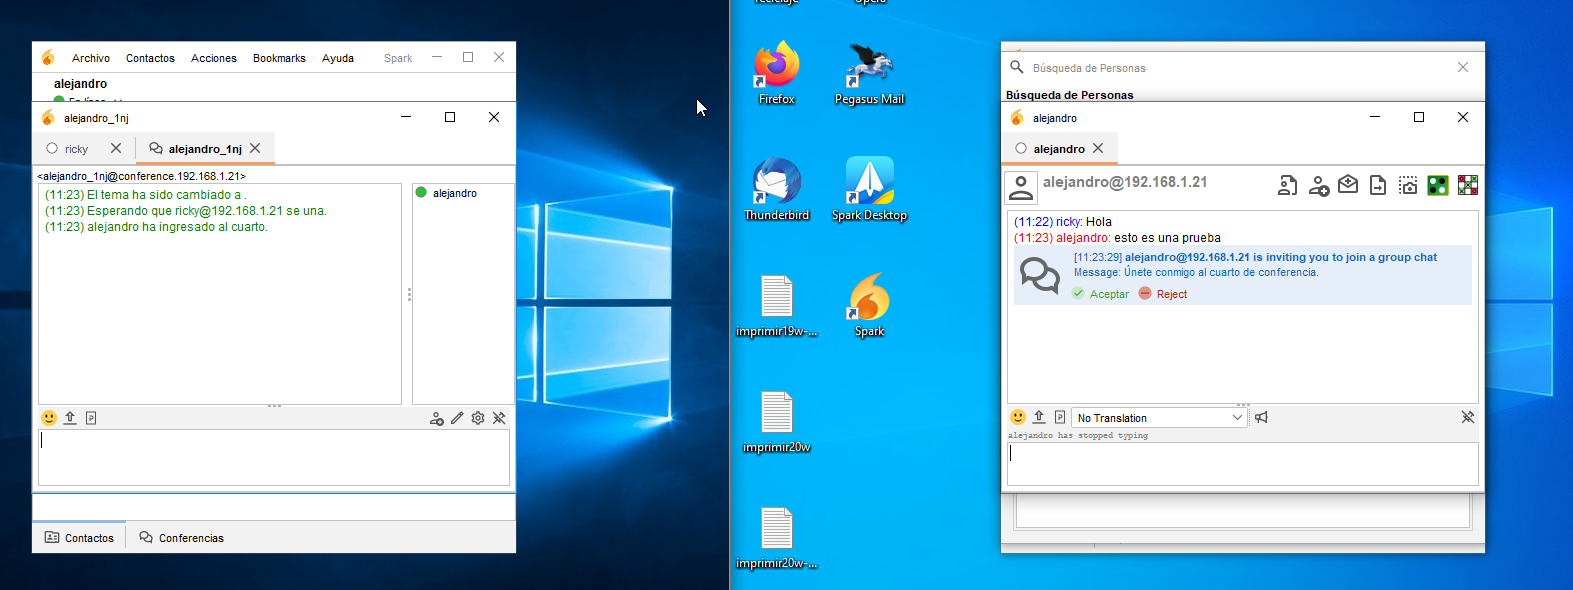 Archivo Contactos Acciones Bookmarks Ayuda Spark
alejandro
En línea
alejandro_1nj
ricky alejandro_1nj
<alejandro_1nj@conference.192.168.1.21>
(11:23) El tema ha sido cambiado a .
(11:23) Esperando que ricky@192.168.1.21 se una.
(11:23) alejandro ha ingresado al cuarto.
alejandro
Contactos Conferencias
Reciclaje Opera
Firefox Pegasus Mail
Thunderbird Spark Desktop
imprimir19w-... Spark
imprimir20w
imprimir20w-...
Búsqueda de Personas
Búsqueda de Personas
alejandro
alejandro
alejandro@192.168.1.21
(11:22) ricky: Hola
(11:23) alejandro: esto es una prueba
[11:23:29] alejandro@192.168.1.21 is inviting you to join a group chat
Message: Únete conmigo al cuarto de conferencia.
Aceptar Reject
No Translation
alejandro has stopped typing